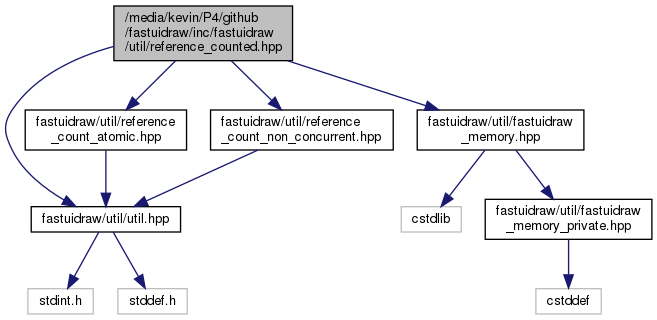 /media/kevin/P4/github
/fastuidraw/inc/fastuidraw
/util/reference_counted.hpp
fastuidraw/util/reference
_count_atomic.hpp
fastuidraw/util/reference
_count_non_concurrent.hpp
fastuidraw/util/fastuidraw
_memory.hpp
fastuidraw/util/util.hpp
cstdlib
fastuidraw/util/fastuidraw
_memory_private.hpp
stdint.h
stddef.h
cstddef